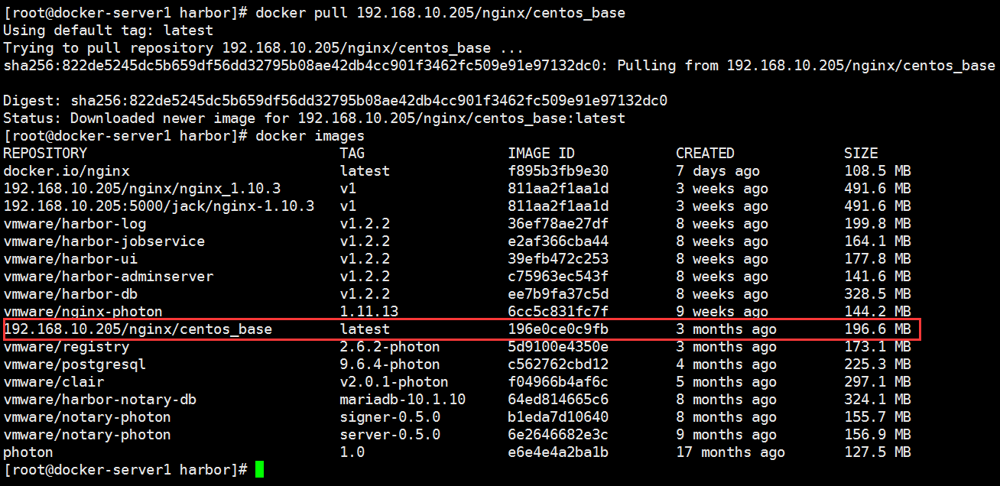 [root@docker-server1 harbor]# docker pull 192.168.10.205/nginx/centos_base
Using default tag: latest
Trying to pull repository 192.168.10.205/nginx/centos_base ...
sha256:822de5245dc5b659df56dd32795b08ae42db4cc901f3462fc509e91e97132dc0: Pulling from 192.168.10.205/nginx/centos_base
Digest: sha256:822de5245dc5b659df56dd32795b08ae42db4cc901f3462fc509e91e97132dc0
Status: Downloaded newer image for 192.168.10.205/nginx/centos_base:latest
[root@docker-server1 harbor]# docker images
REPOSITORY TAG IMAGE ID CREATED SIZE
docker.io/nginx latest f895b3fb9e30 7 days ago 108.5 MB
192.168.10.205/nginx/nginx_1.10.3 v1 811aa2f1aa1d 3 weeks ago 491.6 MB
192.168.10.205:5000/jack/nginx-1.10.3 v1 811aa2f1aa1d 3 weeks ago 491.6 MB
vmware/harbor-log v1.2.2 36ef78ae27df 8 weeks ago 199.8 MB
vmware/harbor-jobservice v1.2.2 e2af366cba44 8 weeks ago 164.1 MB
vmware/harbor-ui v1.2.2 39efb472c253 8 weeks ago 177.8 MB
vmware/harbor-adminserver v1.2.2 c75963ec543f 8 weeks ago 141.6 MB
vmware/harbor-db v1.2.2 ee7b9fa37c5d 8 weeks ago 328.5 MB
vmware/nginx-photon 1.11.13 6cc5c831fc7f 9 weeks ago 144.2 MB
192.168.10.205/nginx/centos_base latest 196e0ce0c9fb 3 months ago 196.6 MB
vmware/registry 2.6.2-photon 5d9100e4350e 3 months ago 173.1 MB
vmware/postgresql 9.6.4-photon c562762cbd12 4 months ago 225.3 MB
vmware/clair v2.0.1-photon f04966b4af6c 5 months ago 297.1 MB
vmware/harbor-notary-db mariadb-10.1.10 64ed814665c6 8 months ago 324.1 MB
vmware/notary-photon signer-0.5.0 b1eda7d10640 8 months ago 155.7 MB
vmware/notary-photon server-0.5.0 6e2646682e3c 9 months ago 156.9 MB
photon 1.0 e6e4e4a2ba1b 17 months ago 127.5 MB
[root@docker-server1 harbor]#